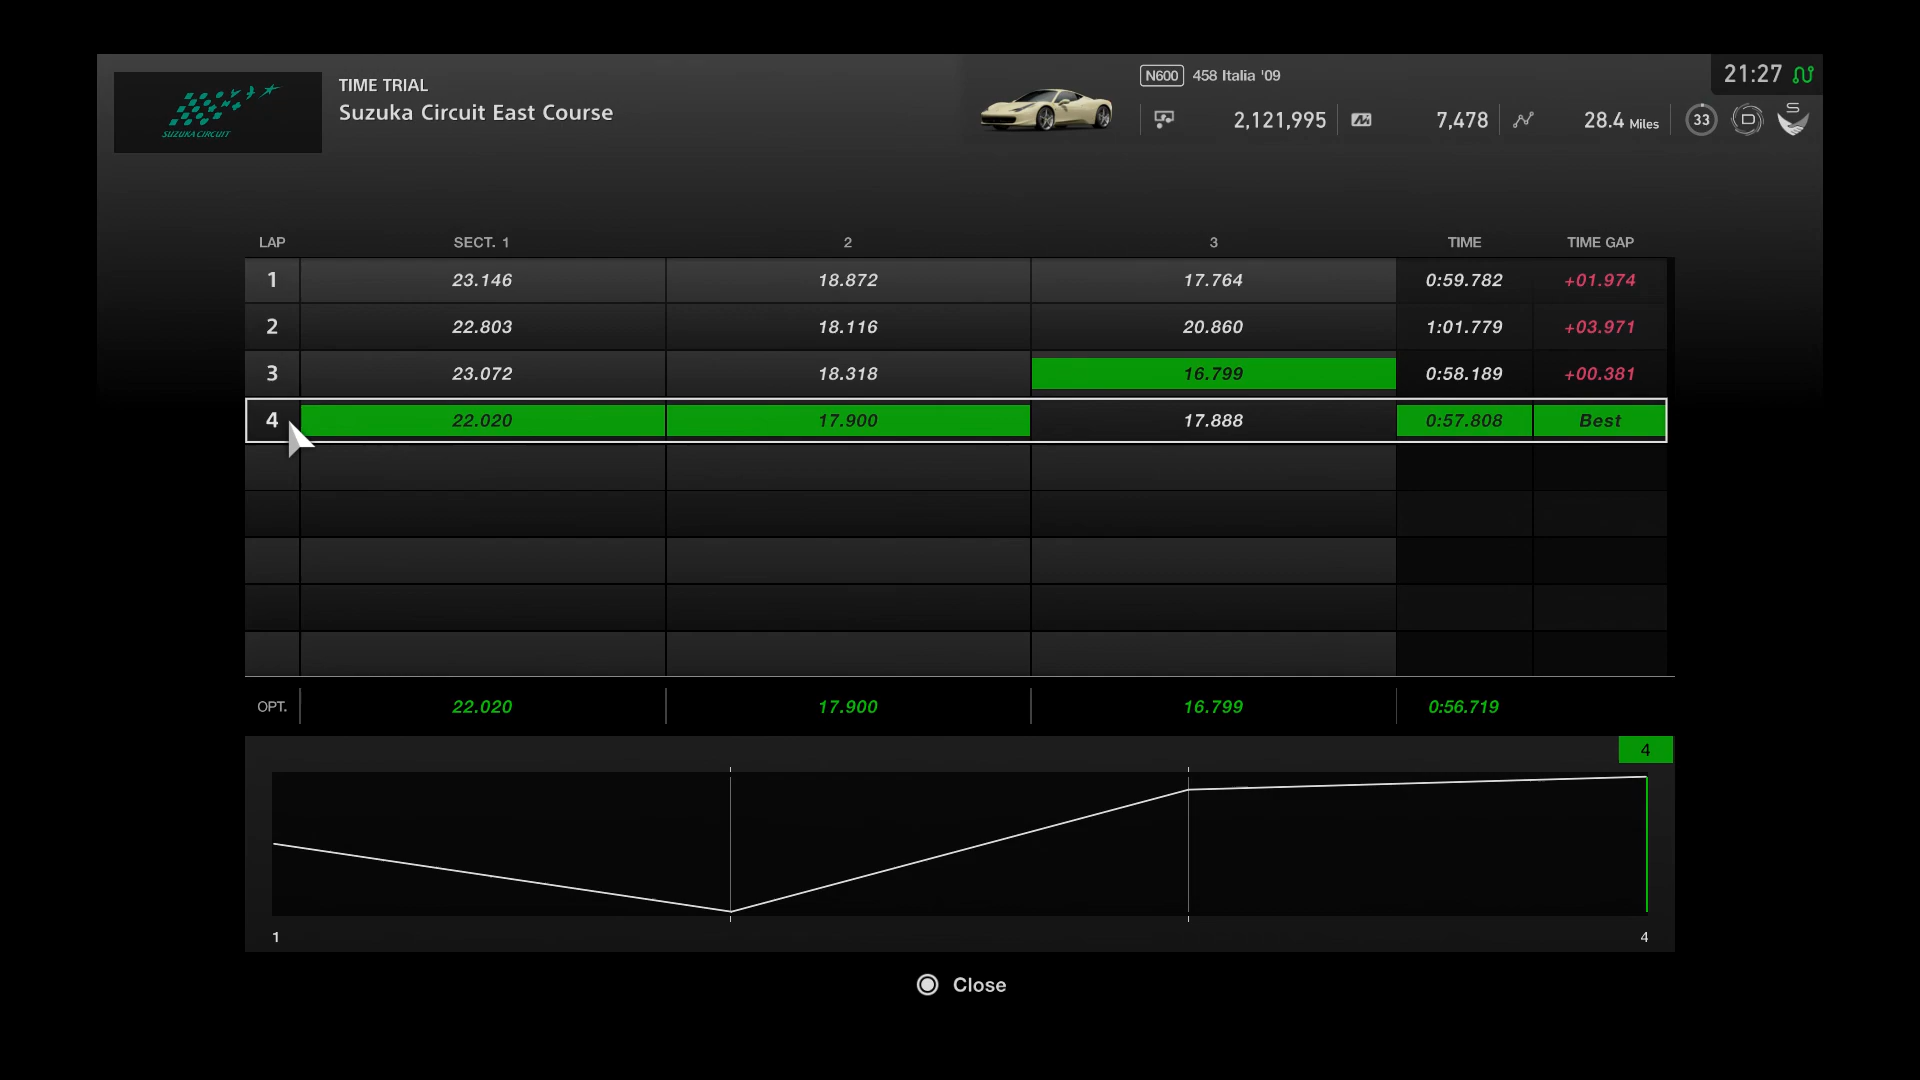 TIME TRIAL
Suzuka Circuit East Course
SUZUKA CIRCUIT
N600 458 Italia '09
2,121,995 7,478 28.4 Miles 33 D S
21:27
LAP SECT. 1 2 3 TIME TIME GAP
1 23.146 18.872 17.764 0:59.782 +01.974
2 22.803 18.116 20.860 1:01.779 +03.971
3 23.072 18.318 16.799 0:58.189 +00.381
4 22.020 17.900 17.888 0:57.808 Best
OPT. 22.020 17.900 16.799 0:56.719
4
1 4
Close